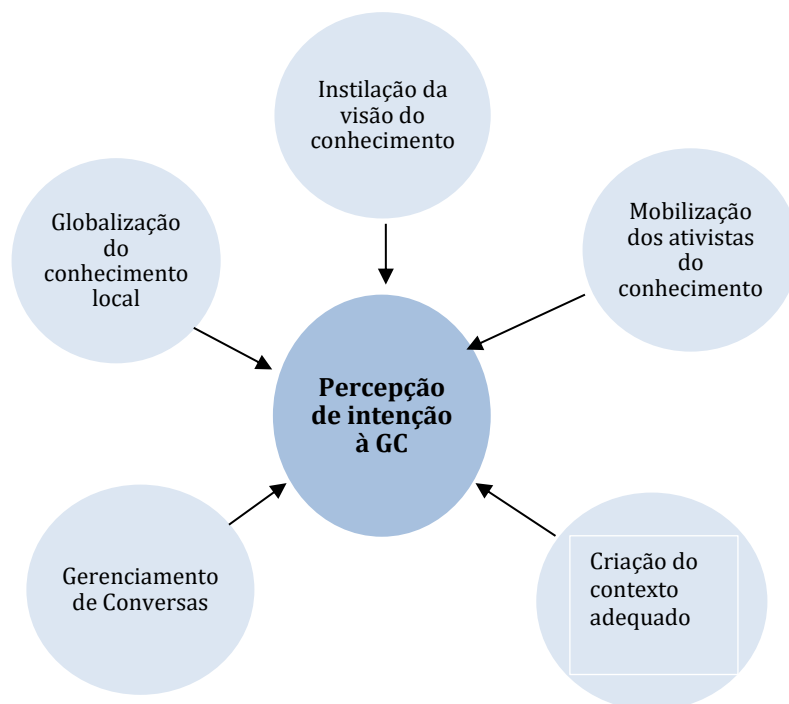 Instilação da
visão do
conhecimento
Globalização
do
conhecimento
local
Mobilização
dos ativistas
do
conhecimento
Percepção
de intenção
à GC
Gerenciamento
de Conversas
Criação do
contexto
adequado